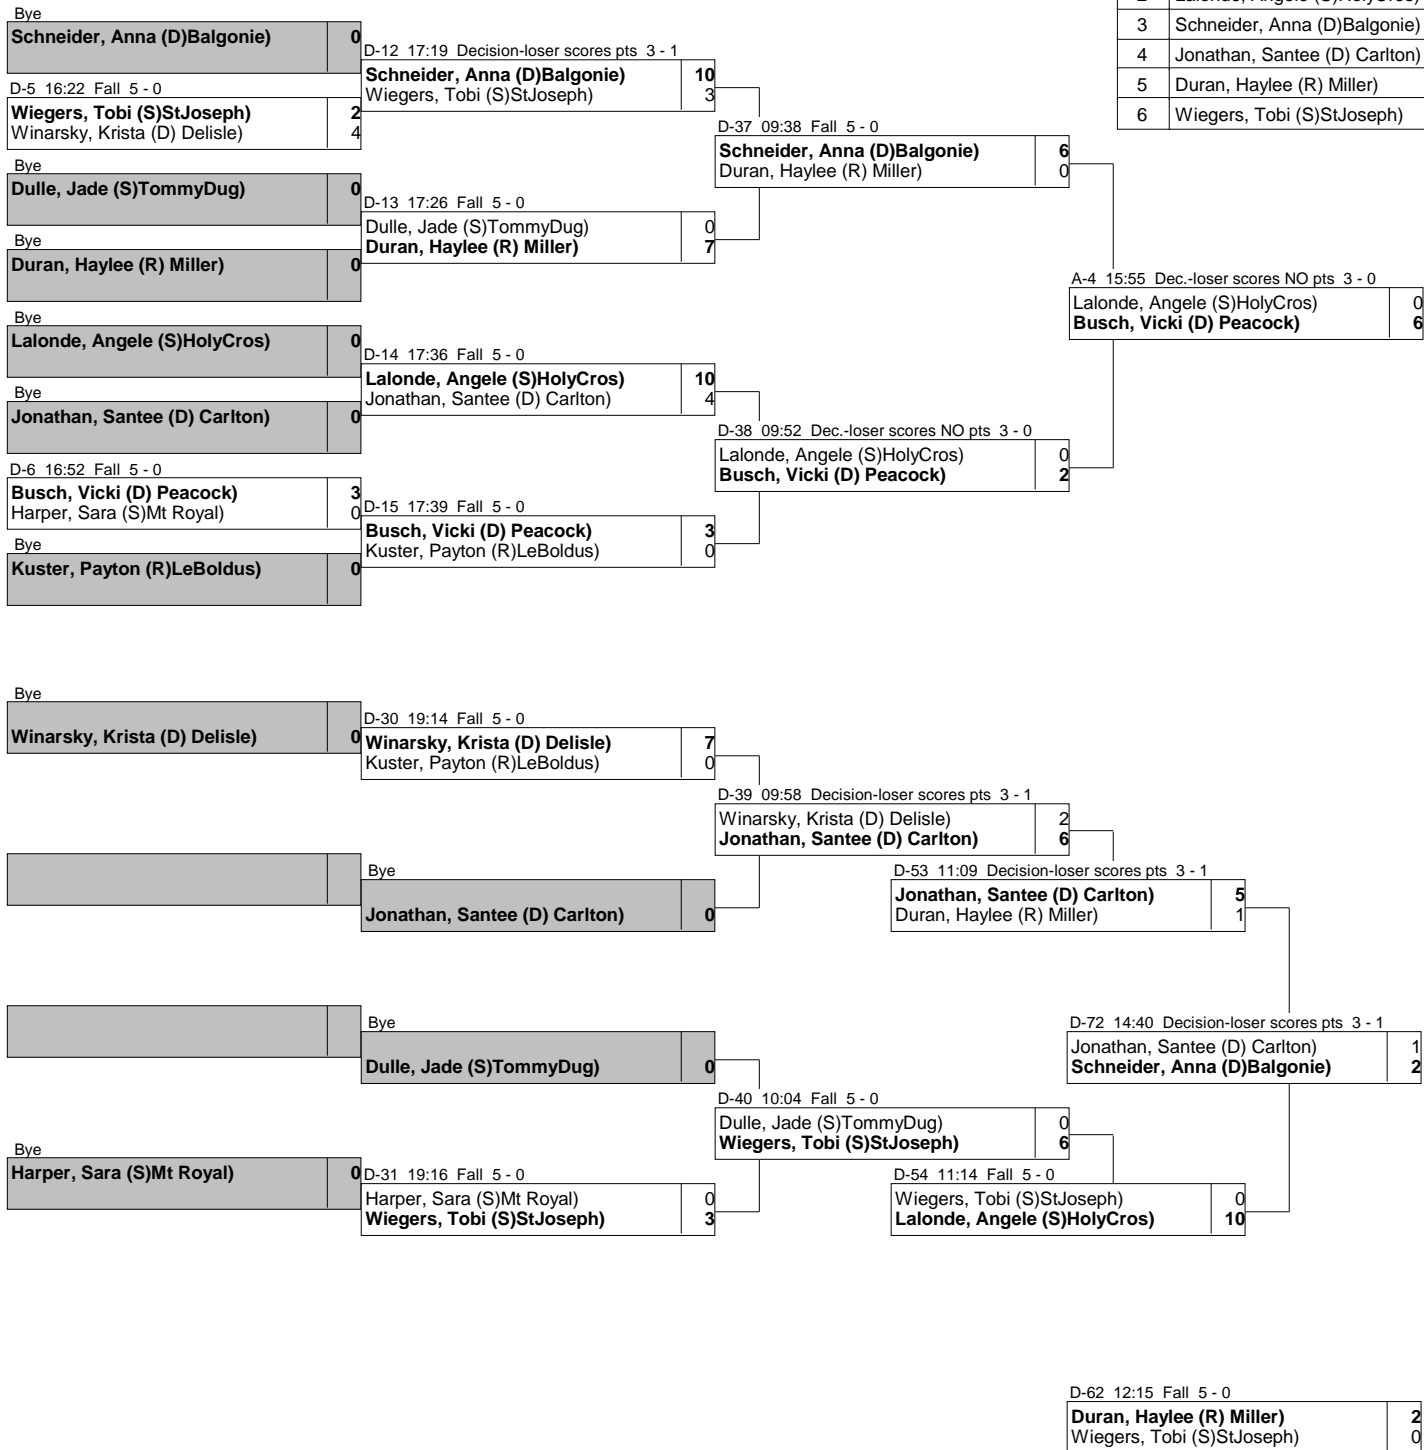 Bye
Schneider, Anna (D)Balgonie) 0
D-5 16:22 Fall 5 - 0
Wiegers, Tobi (S)StJoseph) 2
Winarsky, Krista (D) Delisle) 4
Bye
Dulle, Jade (S)TommyDug) 0
Bye
Duran, Haylee (R) Miller) 0
Bye
Lalonde, Angele (S)HolyCros) 0
Bye
Jonathan, Santee (D) Carlton) 0
D-6 16:52 Fall 5 - 0
Busch, Vicki (D) Peacock) 3
Harper, Sara (S)Mt Royal) 0
Bye
Kuster, Payton (R)LeBoldus) 0
D-12 17:19 Decision-loser scores pts 3 - 1
Schneider, Anna (D)Balgonie) 10
Wiegers, Tobi (S)StJoseph) 3
D-13 17:26 Fall 5 - 0
Dulle, Jade (S)TommyDug) 0
Duran, Haylee (R) Miller) 7
D-14 17:36 Fall 5 - 0
Lalonde, Angele (S)HolyCros) 10
Jonathan, Santee (D) Carlton) 4
D-15 17:39 Fall 5 - 0
Busch, Vicki (D) Peacock) 3
Kuster, Payton (R)LeBoldus) 0
D-37 09:38 Fall 5 - 0
Schneider, Anna (D)Balgonie) 6
Duran, Haylee (R) Miller) 0
D-38 09:52 Dec.-loser scores NO pts 3 - 0
Lalonde, Angele (S)HolyCros) 0
Busch, Vicki (D) Peacock) 2
3 Schneider, Anna (D)Balgonie)
4 Jonathan, Santee (D) Carlton)
5 Duran, Haylee (R) Miller)
6 Wiegers, Tobi (S)StJoseph)
A-4 15:55 Dec.-loser scores NO pts 3 - 0
Lalonde, Angele (S)HolyCros) 0
Busch, Vicki (D) Peacock) 6
Bye
Winarsky, Krista (D) Delisle) 0
D-30 19:14 Fall 5 - 0
Winarsky, Krista (D) Delisle) 7
Kuster, Payton (R)LeBoldus) 0
Bye
Jonathan, Santee (D) Carlton) 0
D-39 09:58 Decision-loser scores pts 3 - 1
Winarsky, Krista (D) Delisle) 2
Jonathan, Santee (D) Carlton) 6
D-53 11:09 Decision-loser scores pts 3 - 1
Jonathan, Santee (D) Carlton) 5
Duran, Haylee (R) Miller) 1
Bye
Dulle, Jade (S)TommyDug) 0
Bye
Harper, Sara (S)Mt Royal) 0
D-31 19:16 Fall 5 - 0
Harper, Sara (S)Mt Royal) 0
Wiegers, Tobi (S)StJoseph) 3
D-40 10:04 Fall 5 - 0
Dulle, Jade (S)TommyDug) 0
Wiegers, Tobi (S)StJoseph) 6
D-54 11:14 Fall 5 - 0
Wiegers, Tobi (S)StJoseph) 0
Lalonde, Angele (S)HolyCros) 10
D-72 14:40 Decision-loser scores pts 3 - 1
Jonathan, Santee (D) Carlton) 1
Schneider, Anna (D)Balgonie) 2
D-62 12:15 Fall 5 - 0
Duran, Haylee (R) Miller) 2
Wiegers, Tobi (S)StJoseph) 0